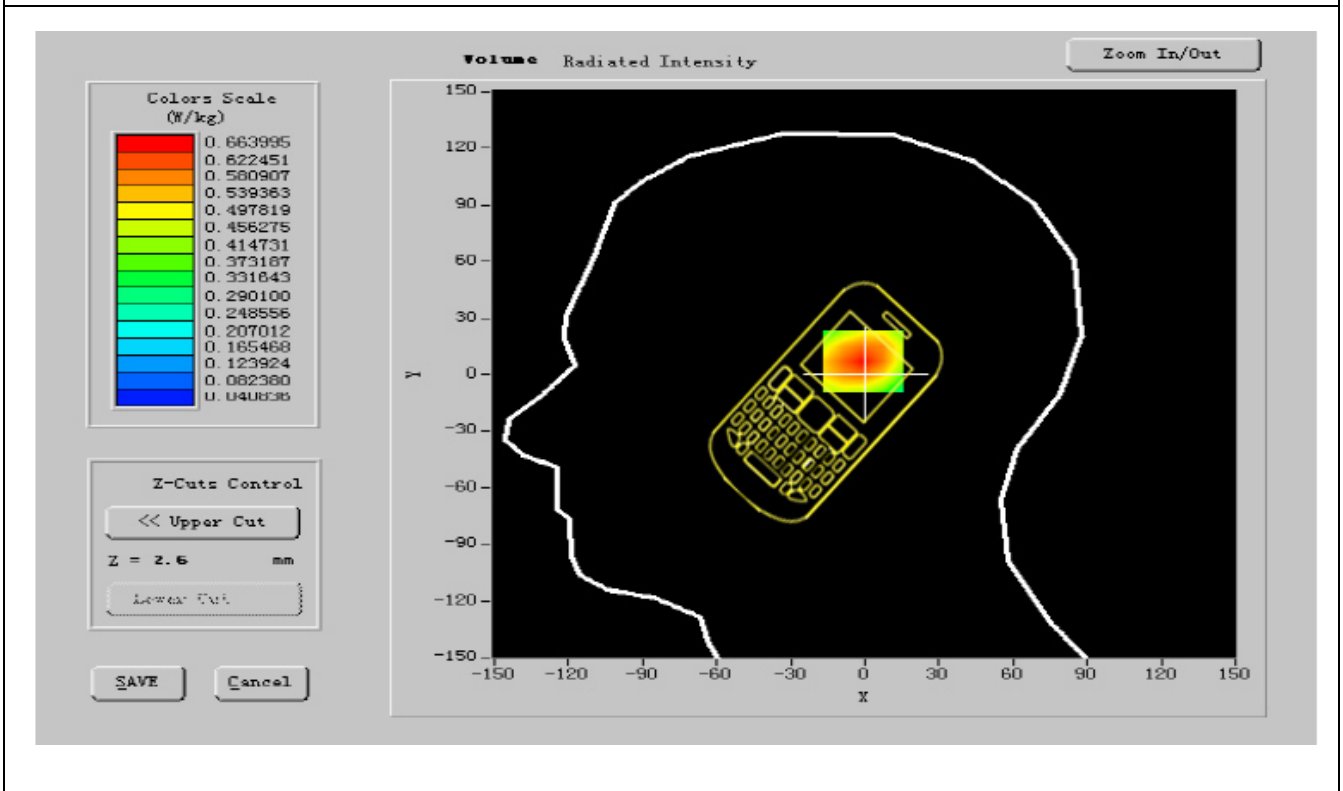 Volume Radiated Intensity
Zoom In/Out
Colors Scale
(W/kg)
0.663995
0.622451
0.580907
0.539363
0.497819
0.456275
0.414731
0.373187
0.331643
0.290100
0.248556
0.207012
0.165468
0.123924
0.082380
0.040836
Z-Cuts Control
<< Upper Cut
Z = 2.6 mm
Lower Cut
SAVE
Cancel
150
120
90
60
30
0
-30
-60
-90
-120
-150
Y
-150 -120 -90 -60 -30 0 30 60 90 120 150
X